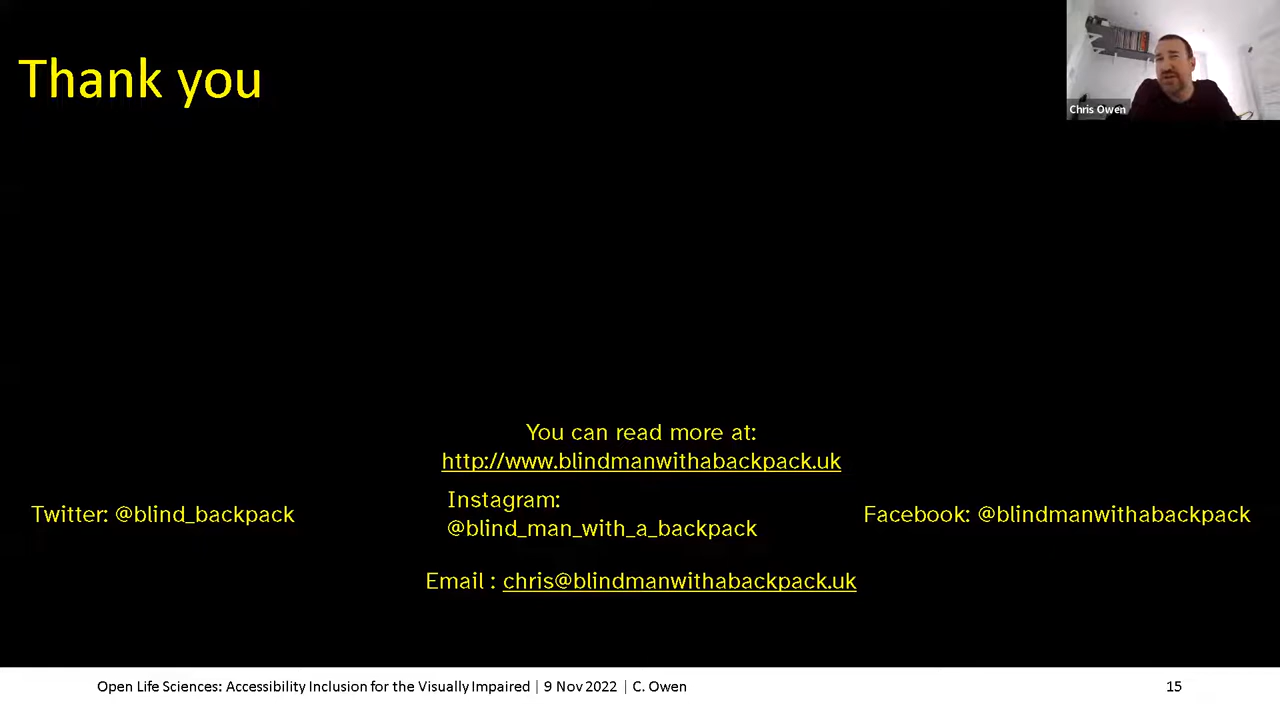 Thank you
Chris Owen
You can read more at:
http://www.blindmanwithabackpack.uk
Twitter: @blind_backpack
Instagram:
@blind_man_with_a_backpack
Facebook: @blindmanwithabackpack
Email : chris@blindmanwithabackpack.uk
Open Life Sciences: Accessibility Inclusion for the Visually Impaired | 9 Nov 2022 | C. Owen
15